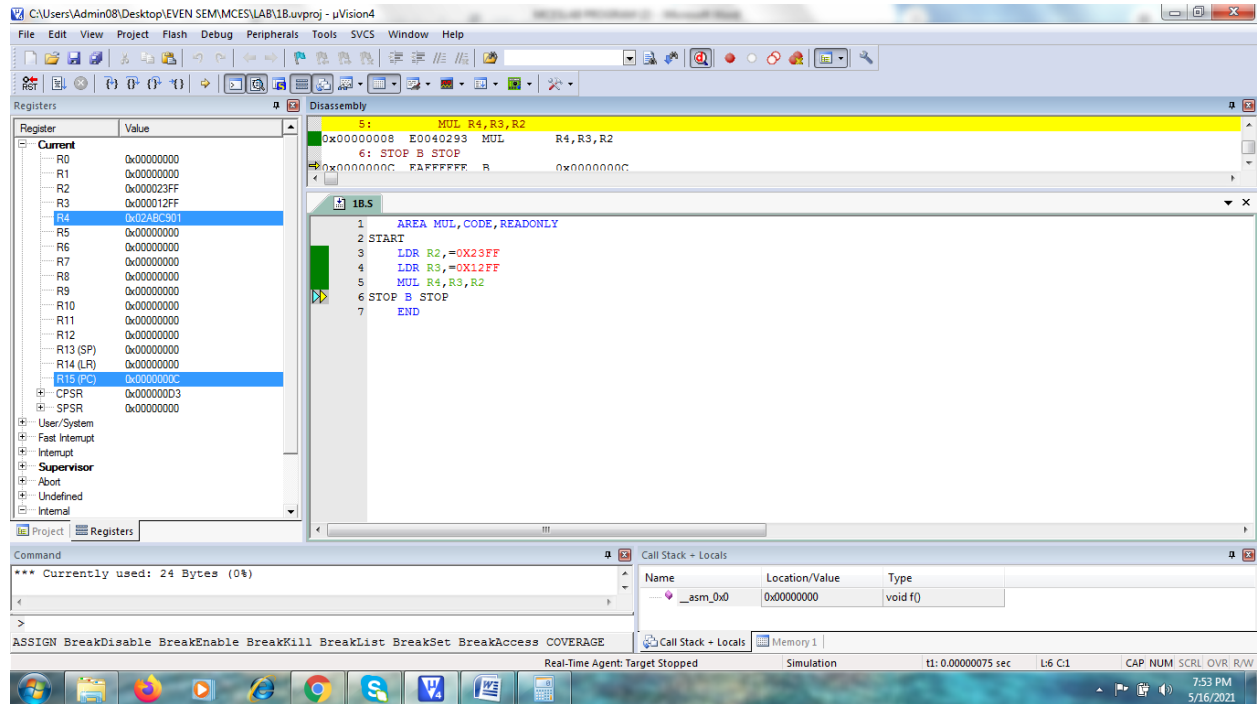 C:\Users\Admin08\Desktop\EVEN SEM\MCES\LAB\1B.uvproj - µVision4
File Edit View Project Flash Debug Peripherals Tools SVCS Window Help
Registers
Register Value
Current
R0 0x00000000
R1 0x00000000
R2 0x000023FF
R3 0x000012FF
R4 0x02ABC901
R5 0x00000000
R6 0x00000000
R7 0x00000000
R8 0x00000000
R9 0x00000000
R10 0x00000000
R11 0x00000000
R12 0x00000000
R13 (SP) 0x00000000
R14 (LR) 0x00000000
R15 (PC) 0x0000000C
CPSR 0x000000D3
SPSR 0x00000000
User/System
Fast Interrupt
Interrupt
Supervisor
Abort
Undefined
Internal
Project Registers
Disassembly
5: MUL R4,R3,R2
0x00000008 E0040293 MUL R4,R3,R2
6: STOP B STOP
0x0000000C EAFFFFFE B 0x0000000C
1B.S
1 AREA MUL,CODE,READONLY
2 START
3 LDR R2,=0X23FF
4 LDR R3,=0X12FF
5 MUL R4,R3,R2
6 STOP B STOP
7 END
Command
*** Currently used: 24 Bytes (0%)
>
ASSIGN BreakDisable BreakEnable BreakKill BreakList BreakSet BreakAccess COVERAGE
Call Stack + Locals
Name Location/Value Type
__asm_0x0 0x00000000 void f()
Call Stack + Locals Memory 1
Real-Time Agent: Target Stopped Simulation t1: 0.00000075 sec L:6 C:1 CAP NUM SCRL OVR R/W
7:53 PM
5/16/2021